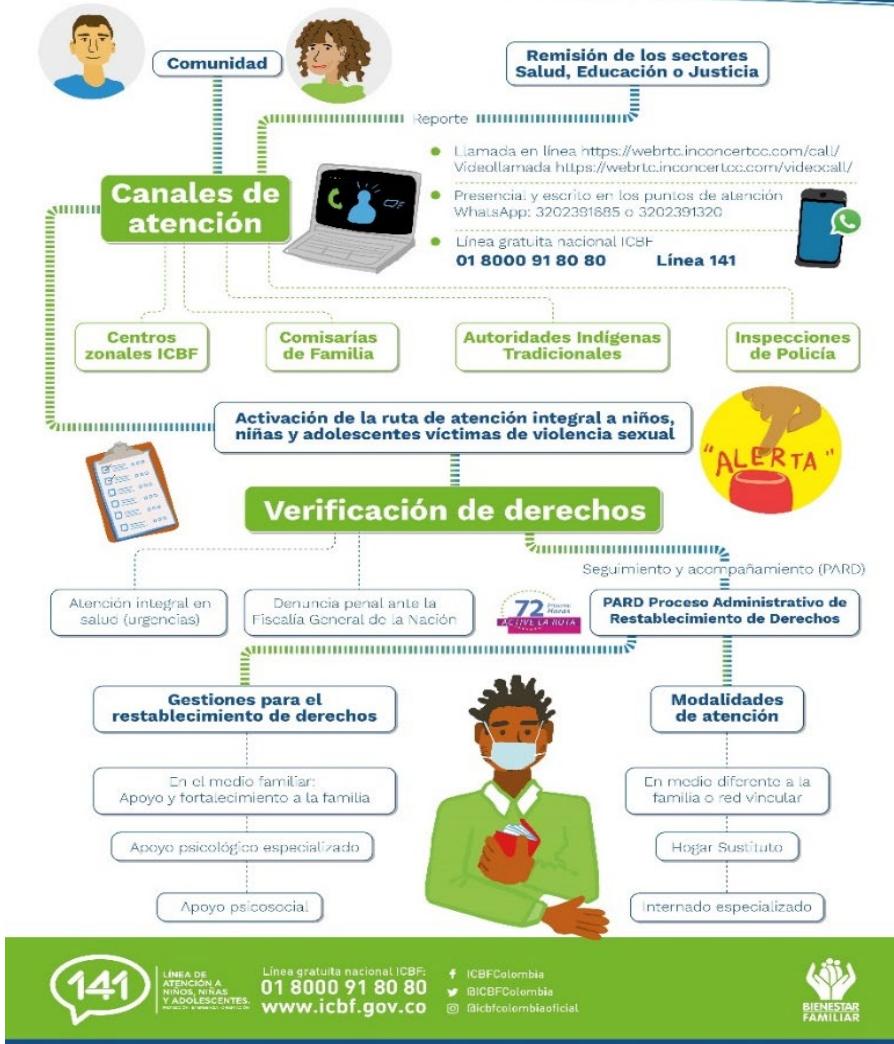 Comunidad
Remisión de los sectores
Salud, Educación o Justicia
Reporte
Llamada en línea https://webrtc.inconcertcc.com/call/
Videollamada https://webrtc.inconcertcc.com/videocall/
Canales de
atención
Presencial y escrito en los puntos de atención
WhatsApp: 3202391685 o 3202391320
Línea gratuita nacional ICBF
01 8000 91 80 80 Línea 141
Centros
zonales ICBF
Comisarías
de Familia
Autoridades Indígenas
Tradicionales
Inspecciones
de Policía
Activación de la ruta de atención integral a niños,
niñas y adolescentes víctimas de violencia sexual
"ALERTA"
Verificación de derechos
Seguimiento y acompañamiento (PARD)
Atención integral en
salud (urgencias)
Denuncia penal ante la
Fiscalía General de la Nación
72 Horas
ACTIVE LA RUTA
PARD Proceso Administrativo de
Restablecimiento de Derechos
Gestiones para el
restablecimiento de derechos
Modalidades
de atención
En el medio familiar:
Apoyo y fortalecimiento a la familia
En medio diferente a la
familia o red vincular
Apoyo psicológico especializado
Hogar Sustituto
Apoyo psicosocial
Internado especializado
141
LÍNEA DE
ATENCIÓN A
NIÑOS, NIÑAS
Y ADOLESCENTES.
Línea gratuita nacional ICBF:
01 8000 91 80 80
www.icbf.gov.co
ICBFColombia
@ICBFColombia
@icbfcolombiaoficial
BIENESTAR
FAMILIAR